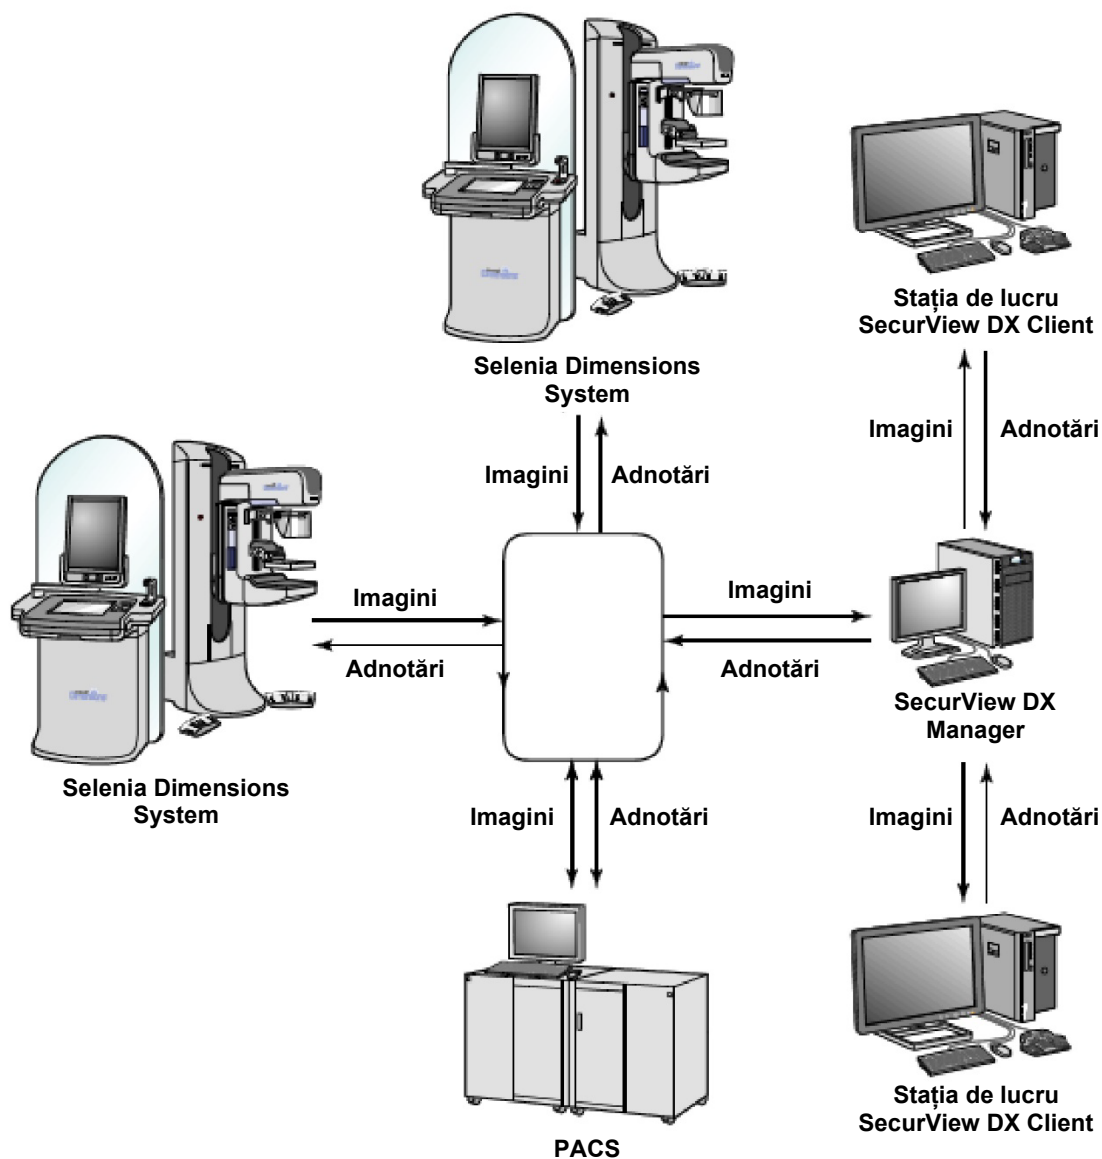 Stația de lucru
SecurView DX Client
Selenia Dimensions
System
Imagini
Adnotări
Imagini
Adnotări
Imagini
Adnotări
Imagini
Adnotări
SecurView DX
Manager
Selenia Dimensions
System
Imagini
Adnotări
Imagini
Adnotări
Stația de lucru
SecurView DX Client
PACS